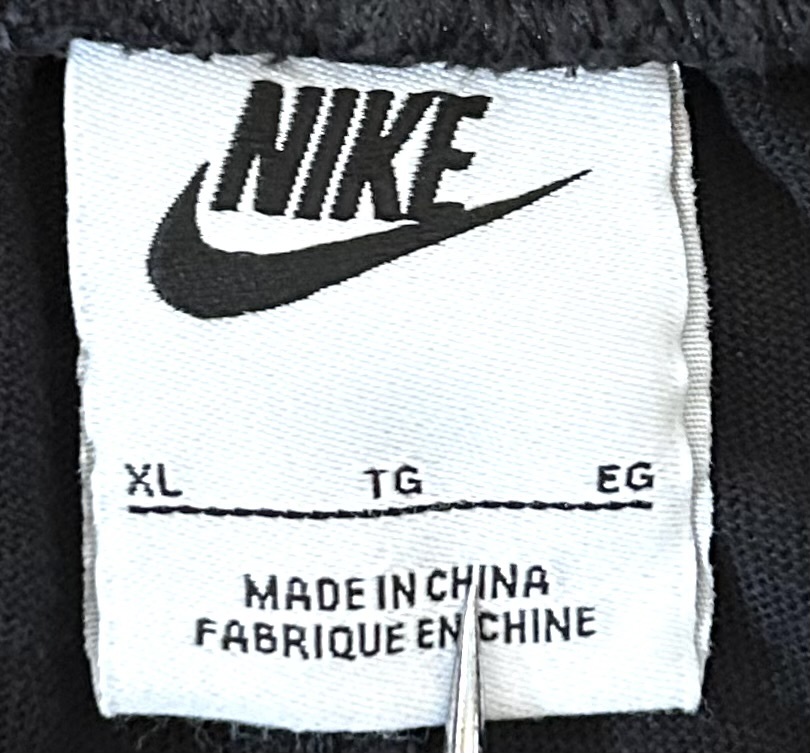 NIKE
XL TG EG
MADE IN CHINA
FABRIQUE EN CHINE